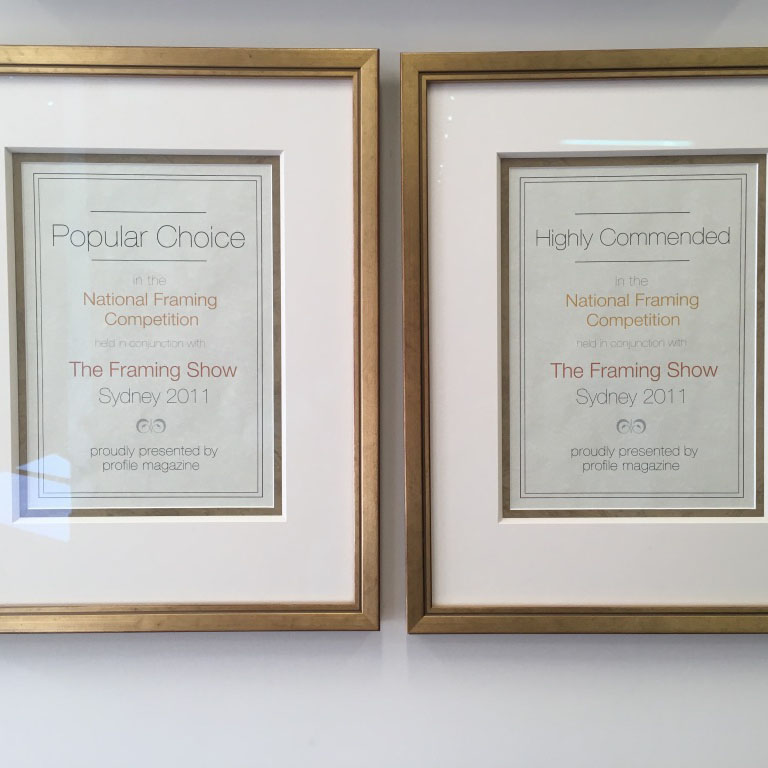 Popular Choice
in the
National Framing
Competition
held in conjunction with
The Framing Show
Sydney 2011
proudly presented by
profile magazine
Highly Commended
in the
National Framing
Competition
held in conjunction with
The Framing Show
Sydney 2011
proudly presented by
profile magazine